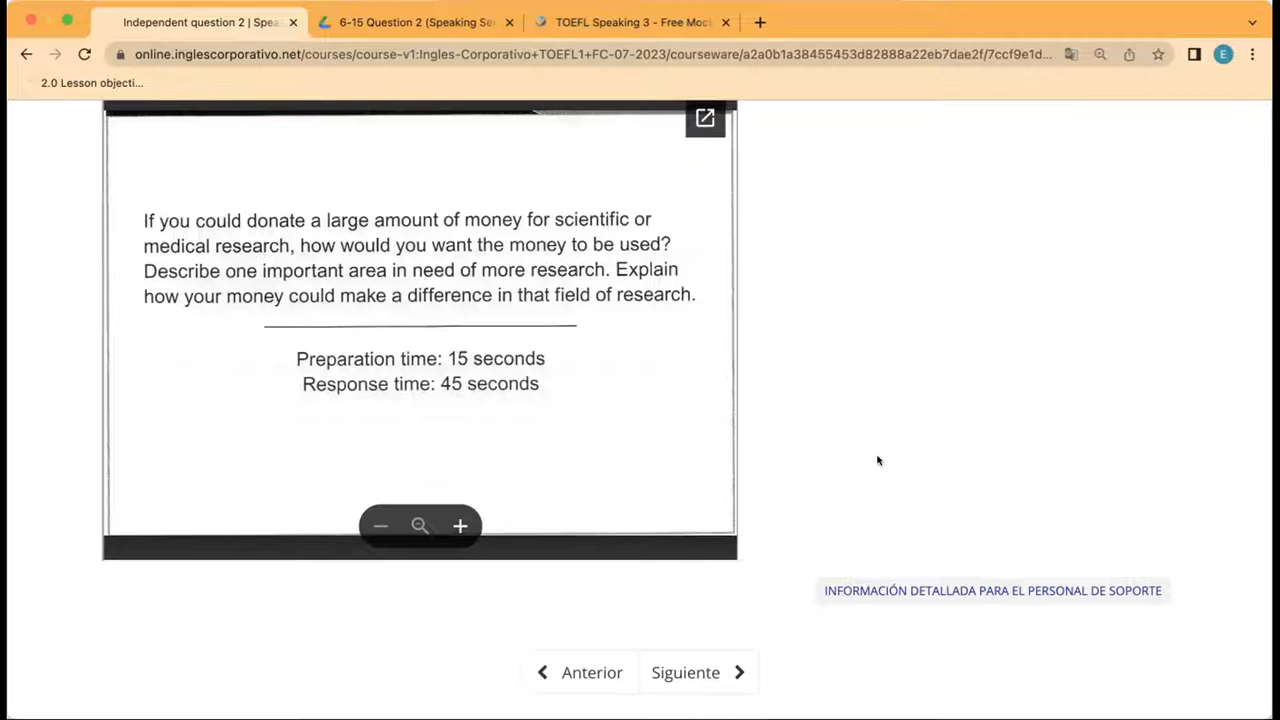 Independent question 2 | Spea
6-15 Question 2 (Speaking Se
TOEFL Speaking 3 - Free Moc
online.inglescorporativo.net/courses/course-v1:Ingles-Corporativo+TOEFL1+FC-07-2023/courseware/a2a0b1a38455453d82888a22eb7dae2f/7ccf9e1d...
E
2.0 Lesson objecti...
If you could donate a large amount of money for scientific or
medical research, how would you want the money to be used?
Describe one important area in need of more research. Explain
how your money could make a difference in that field of research.
Preparation time: 15 seconds
Response time: 45 seconds
INFORMACIÓN DETALLADA PARA EL PERSONAL DE SOPORTE
Anterior
Siguiente